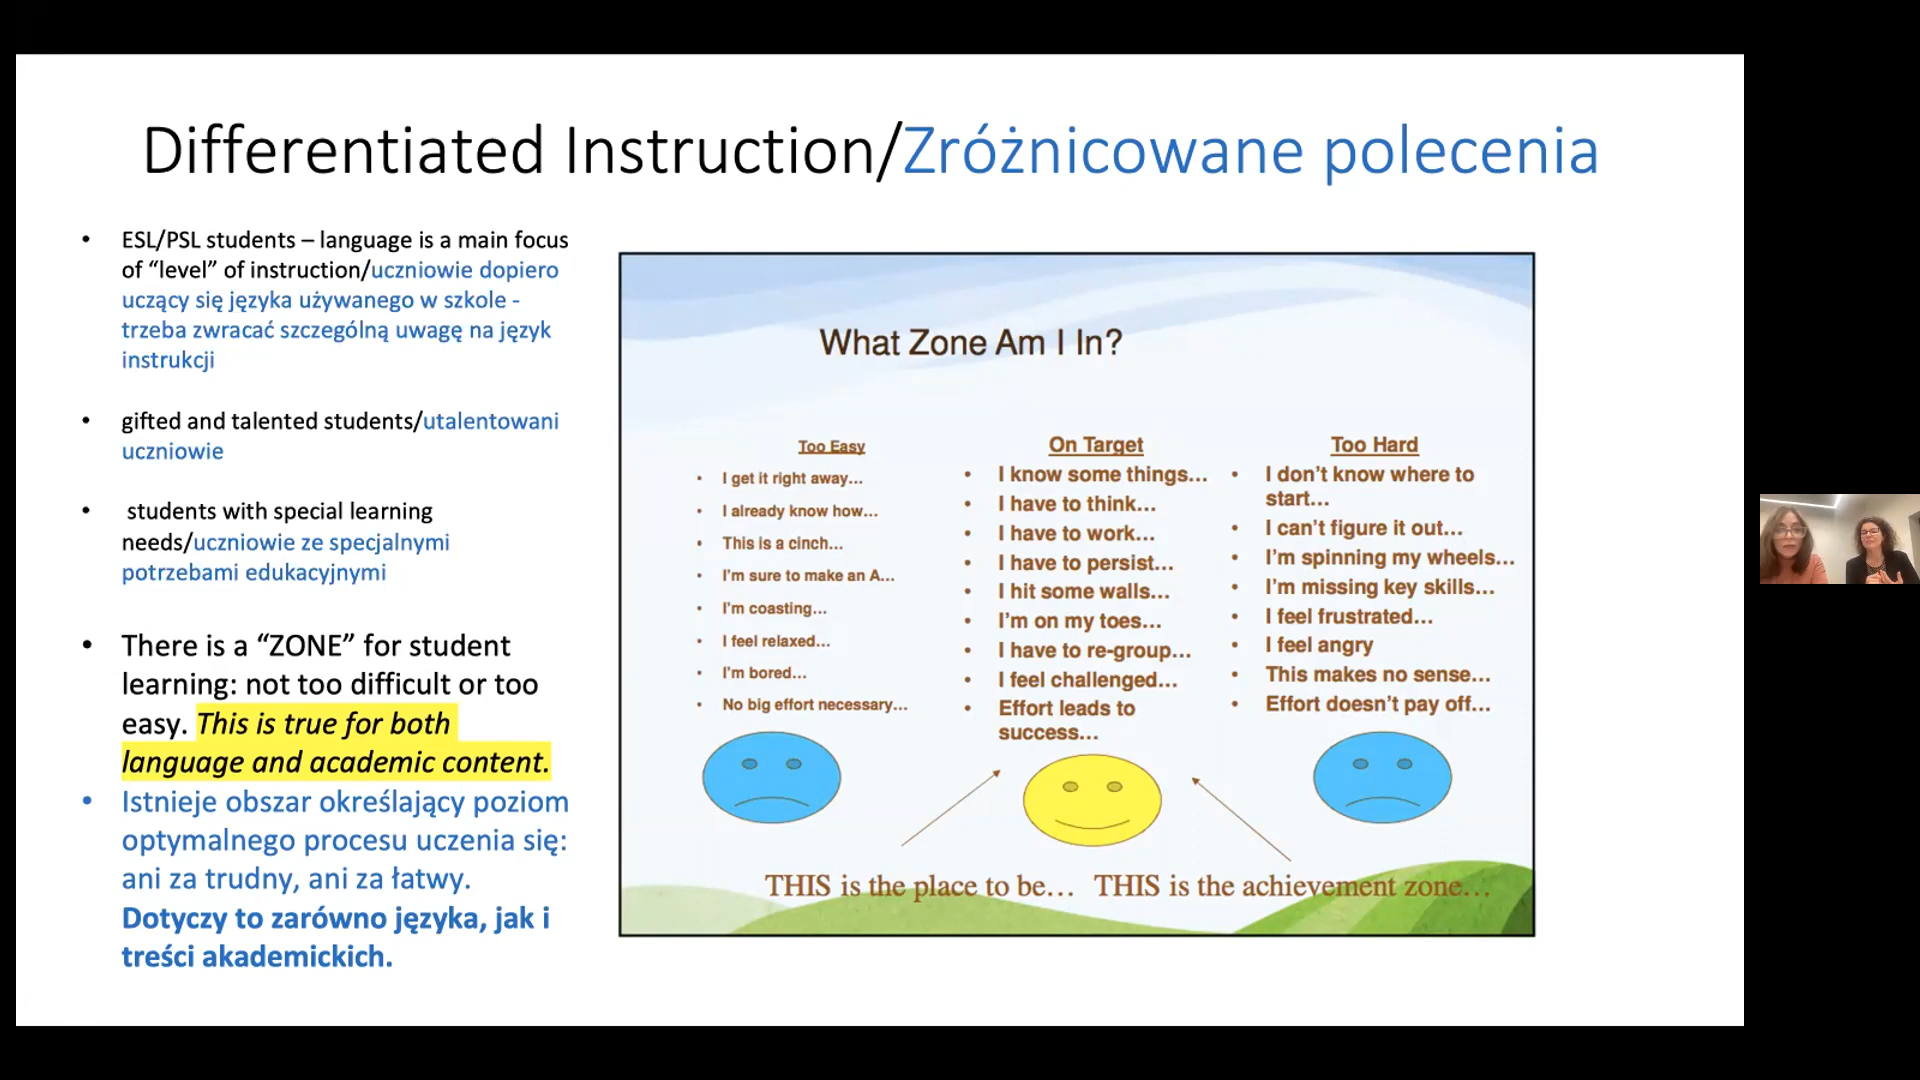 Differentiated Instruction/Zróżnicowane polecenia
• ESL/PSL students – language is a main focus
of “level” of instruction/uczniowie dopiero
uczący się języka używanego w szkole -
trzeba zwracać szczególną uwagę na język
instrukcji
• gifted and talented students/utalentowani
uczniowie
• students with special learning
needs/uczniowie ze specjalnymi
potrzebami edukacyjnymi
• There is a “ZONE” for student
learning: not too difficult or too
easy. This is true for both
language and academic content.
• Istnieje obszar określający poziom
optymalnego procesu uczenia się:
ani za trudny, ani za łatwy.
Dotyczy to zarówno języka, jak i
treści akademickich.
What Zone Am I In?
Too Easy
• I get it right away...
• I already know how...
• This is a cinch...
• I’m sure to make an A...
• I’m coasting...
• I feel relaxed...
• I’m bored...
• No big effort necessary...
On Target
• I know some things...
• I have to think...
• I have to work...
• I have to persist...
• I hit some walls...
• I’m on my toes...
• I have to re-group...
• I feel challenged...
• Effort leads to
success...
Too Hard
• I don’t know where to
start...
• I can’t figure it out...
• I’m spinning my wheels...
• I’m missing key skills...
• I feel frustrated...
• I feel angry
• This makes no sense...
• Effort doesn’t pay off...
THIS is the place to be... THIS is the achievement zone...